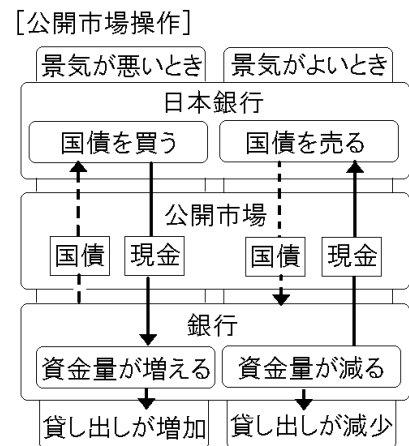 [公開市場操作]
景気が悪いとき 景気がよいとき
日本銀行
国債を買う 国債を売る
公開市場
国債 現金 国債 現金
銀行
資金量が増える 資金量が減る
貸し出しが増加 貸し出しが減少